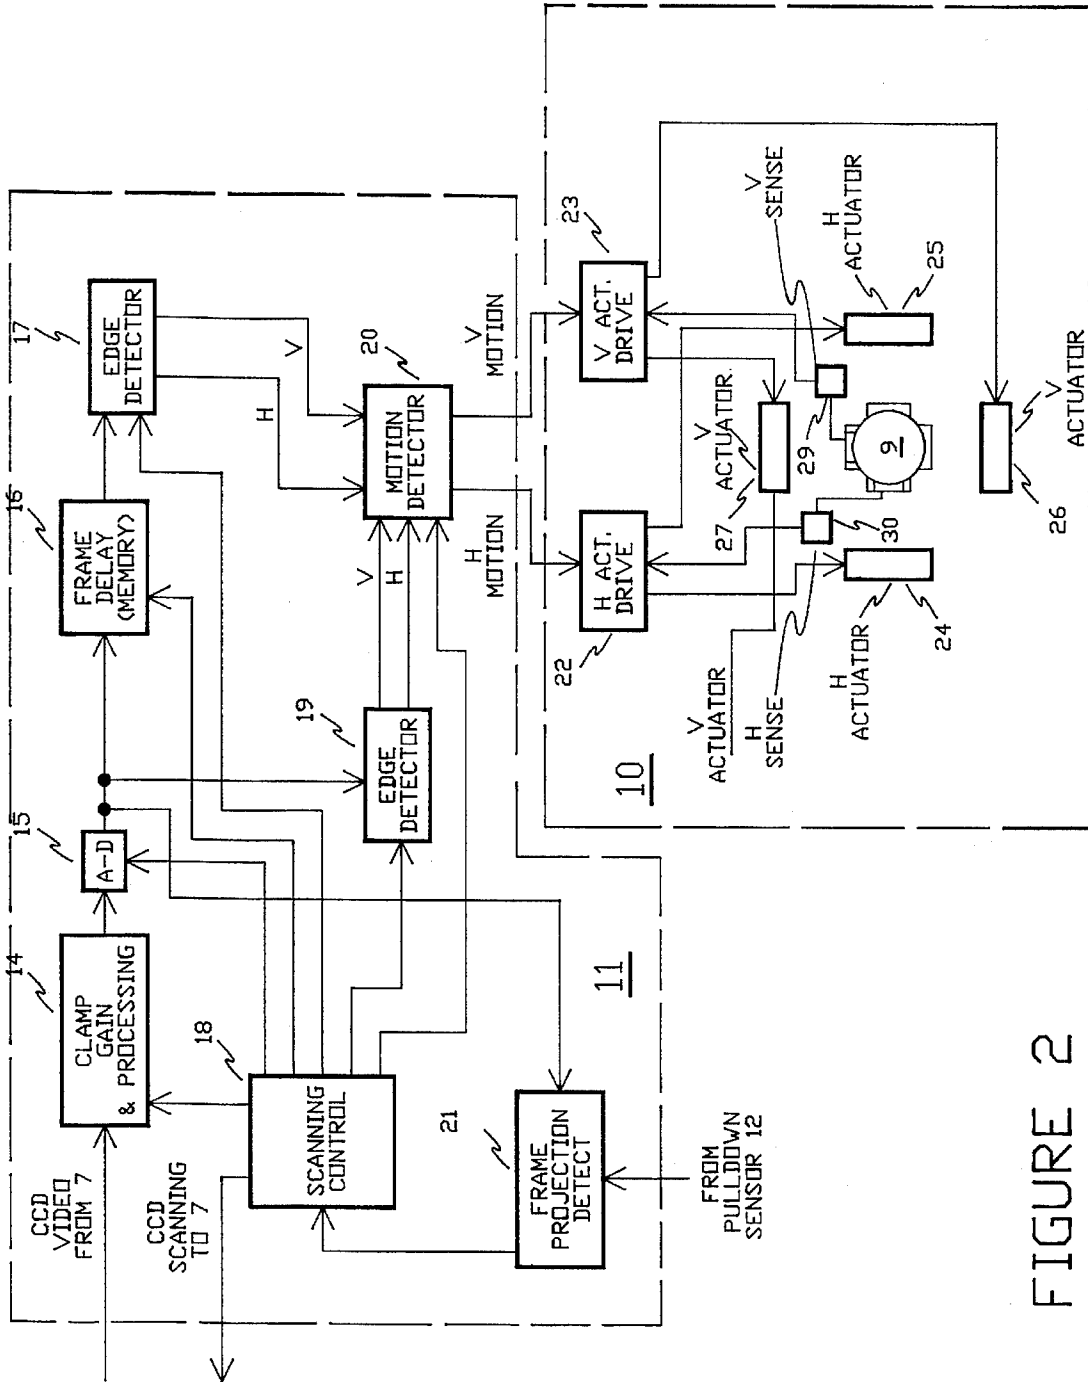 CCD
VIDEO
FROM 7
CCD
SCANNING
TO 7
14
CLAMP
GAIN
& PROCESSING
15
A-D
16
FRAME
DELAY
(MEMORY)
17
EDGE
DETECTOR
18
SCANNING
CONTROL
19
EDGE
DETECTOR
V
H
H
V
20
MOTION
DETECTOR
21
FRAME
PROJECTION
DETECT
FROM
PULLDOWN
SENSOR 12
11
H
MOTION
V
MOTION
10
22
H ACT.
DRIVE
23
V ACT.
DRIVE
V
ACTUATOR
H
SENSE
27
V
ACTUATOR
V
SENSE
29
30
9
H
ACTUATOR
24
H
ACTUATOR
25
26
V
ACTUATOR
FIGURE 2